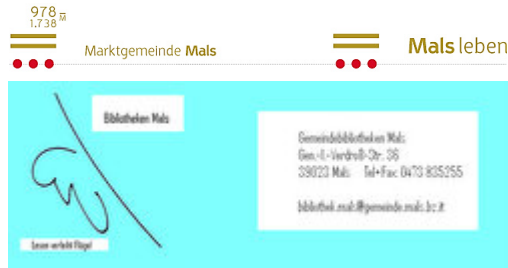 978 m
1.738
Marktgemeinde Mals
Mals leben
Bibliotheken Mals
Lesen verleiht Flügel
Gemeindebibliotheken Mals
Gen.-I.-Verdroß-Str. 36
39023 Mals Tel+Fax: 0473 835255
bibliothek.mals@gemeinde.mals.bz.it